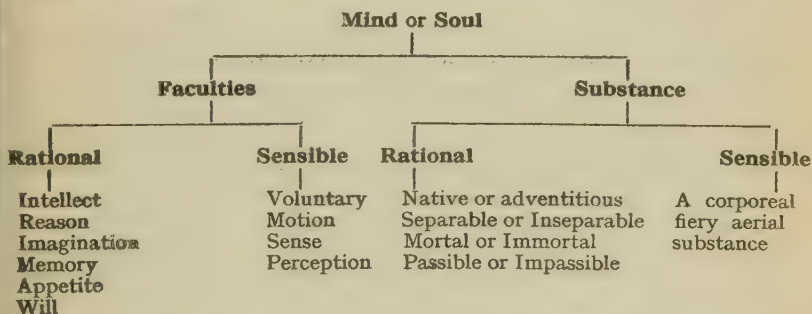 Mind or Soul
Faculties
Substance
Rational
Sensible
Rational
Sensible
Intellect
Reason
Imagination
Memory
Appetite
Will
Voluntary
Motion
Sense
Perception
Native or adventitious
Separable or Inseparable
Mortal or Immortal
Passible or Impassible
A corporeal
fiery aerial
substance